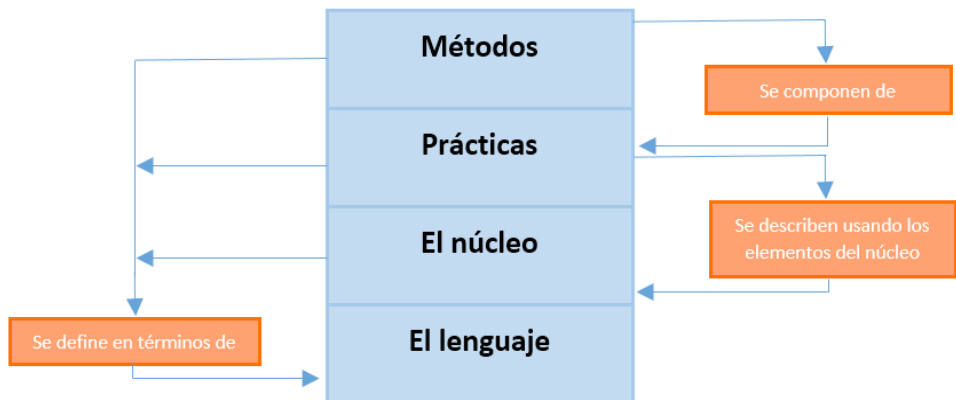 Métodos
Se componen de
Prácticas
Se describen usando los
elementos del núcleo
El núcleo
Se define en términos de
El lenguaje